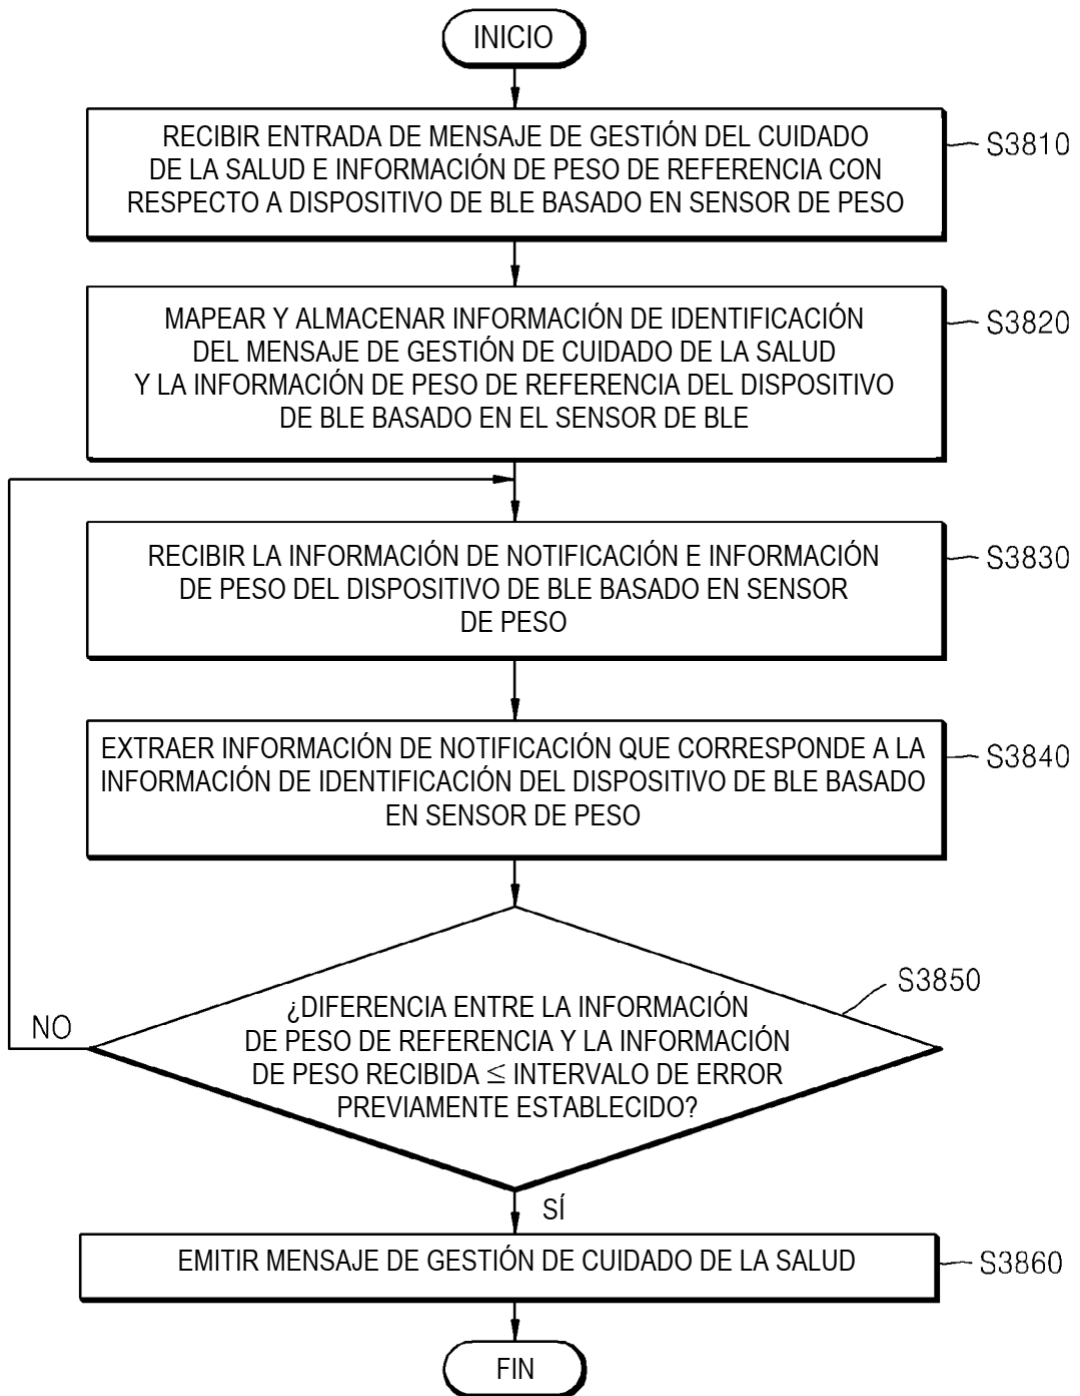 INICIO
RECIBIR ENTRADA DE MENSAJE DE GESTIÓN DEL CUIDADO
DE LA SALUD E INFORMACIÓN DE PESO DE REFERENCIA CON
RESPECTO A DISPOSITIVO DE BLE BASADO EN SENSOR DE PESO
S3810
MAPEAR Y ALMACENAR INFORMACIÓN DE IDENTIFICACIÓN
DEL MENSAJE DE GESTIÓN DE CUIDADO DE LA SALUD
Y LA INFORMACIÓN DE PESO DE REFERENCIA DEL DISPOSITIVO
DE BLE BASADO EN EL SENSOR DE BLE
S3820
RECIBIR LA INFORMACIÓN DE NOTIFICACIÓN E INFORMACIÓN
DE PESO DEL DISPOSITIVO DE BLE BASADO EN SENSOR
DE PESO
S3830
EXTRAER INFORMACIÓN DE NOTIFICACIÓN QUE CORRESPONDE A LA
INFORMACIÓN DE IDENTIFICACIÓN DEL DISPOSITIVO DE BLE BASADO
EN SENSOR DE PESO
S3840
¿DIFERENCIA ENTRE LA INFORMACIÓN
DE PESO DE REFERENCIA Y LA INFORMACIÓN
DE PESO RECIBIDA ≤ INTERVALO DE ERROR
PREVIAMENTE ESTABLECIDO?
S3850
NO
SÍ
EMITIR MENSAJE DE GESTIÓN DE CUIDADO DE LA SALUD
S3860
FIN